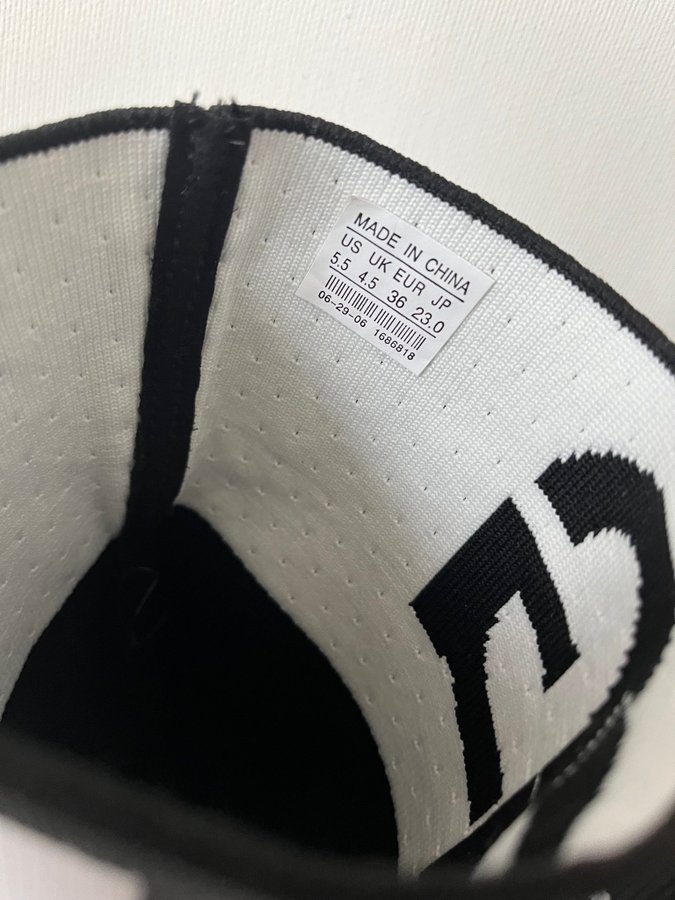 MADE IN CHINA
US UK EUR JP
5.5 4.5 36 23.0
06-29-06 1686818